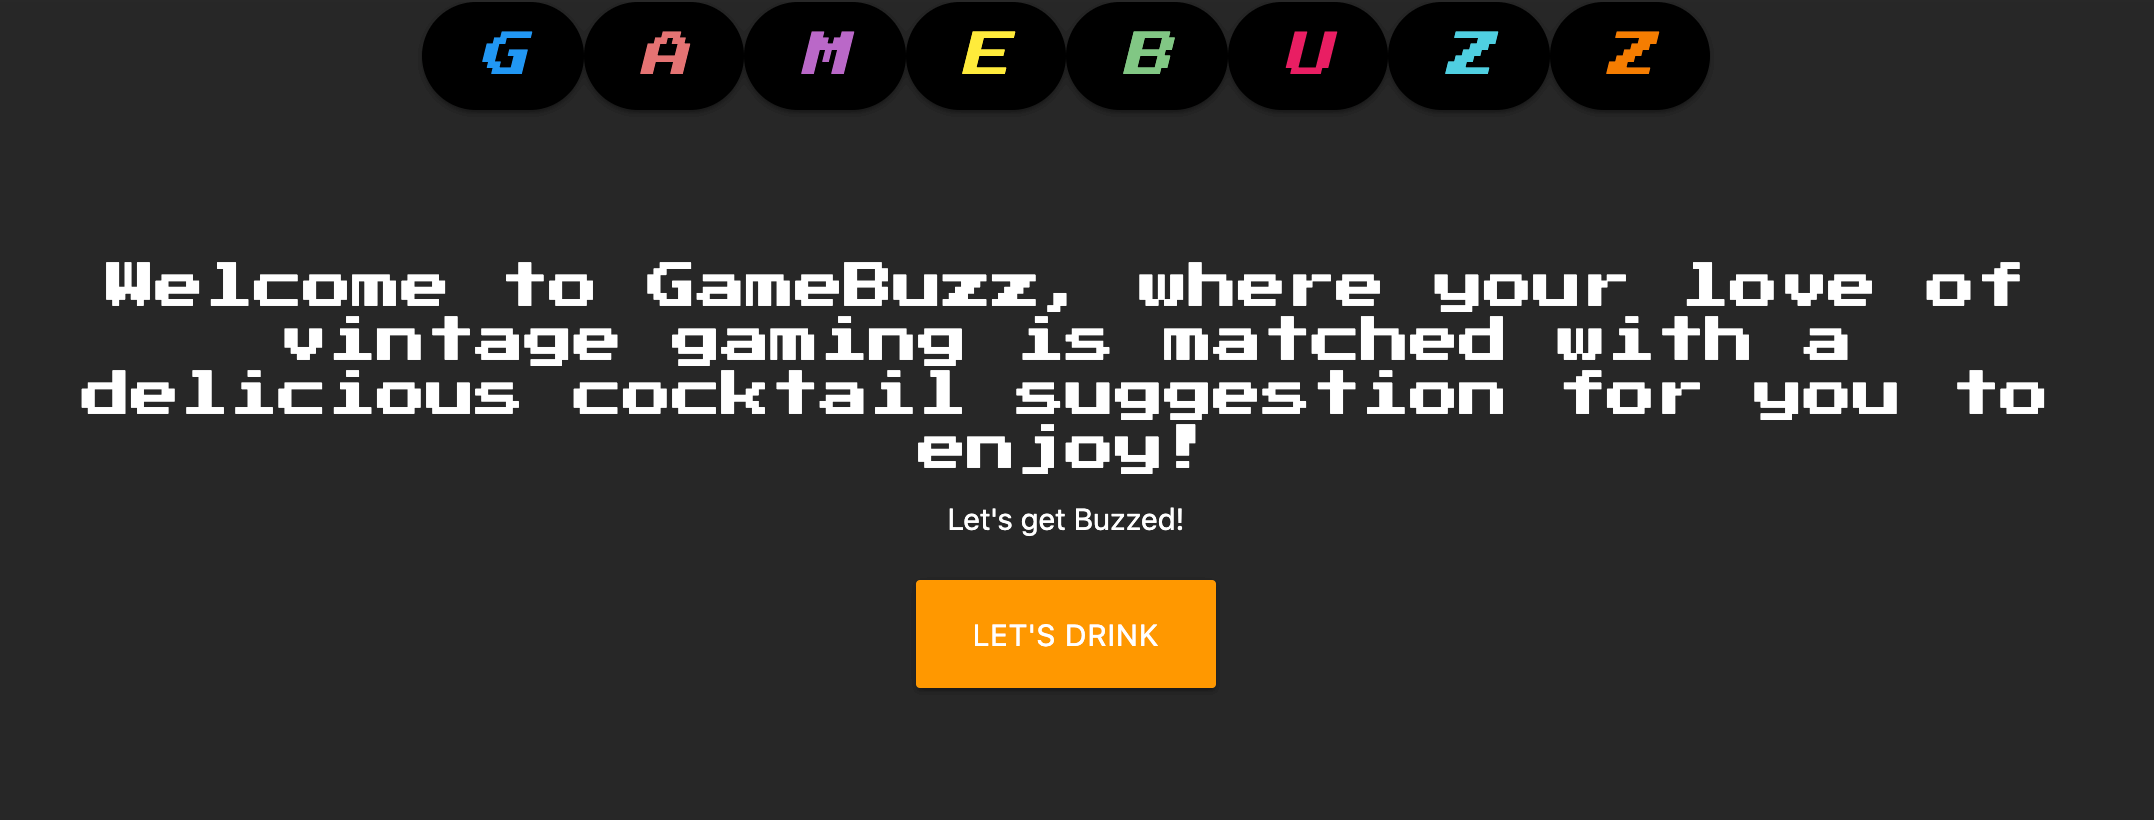 GAMEBUZZ
Welcome to GameBuzz, where your love of
vintage gaming is matched with a
delicious cocktail suggestion for you to
enjoy!
Let's get Buzzed!
LET'S DRINK